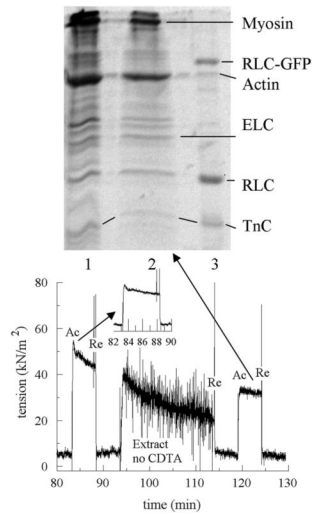 Myosin
RLC-GFP
Actin
ELC
RLC
TnC
1 2 3
80
60
40
20
0
tension (kN/m²)
Ac
Re
82 84 86 88 90
Re
Ac
Re
Extract
no CDTA
80 90 100 110 120 130
time (min)